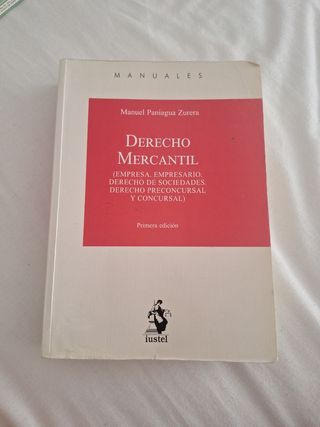 MANUALES
Manuel Paniagua Zurera
DERECHO
MERCANTIL
(EMPRESA, EMPRESARIO.
DERECHO DE SOCIEDADES.
DERECHO PRECONCURSAL
Y CONCURSAL)
Primera edición
iustel